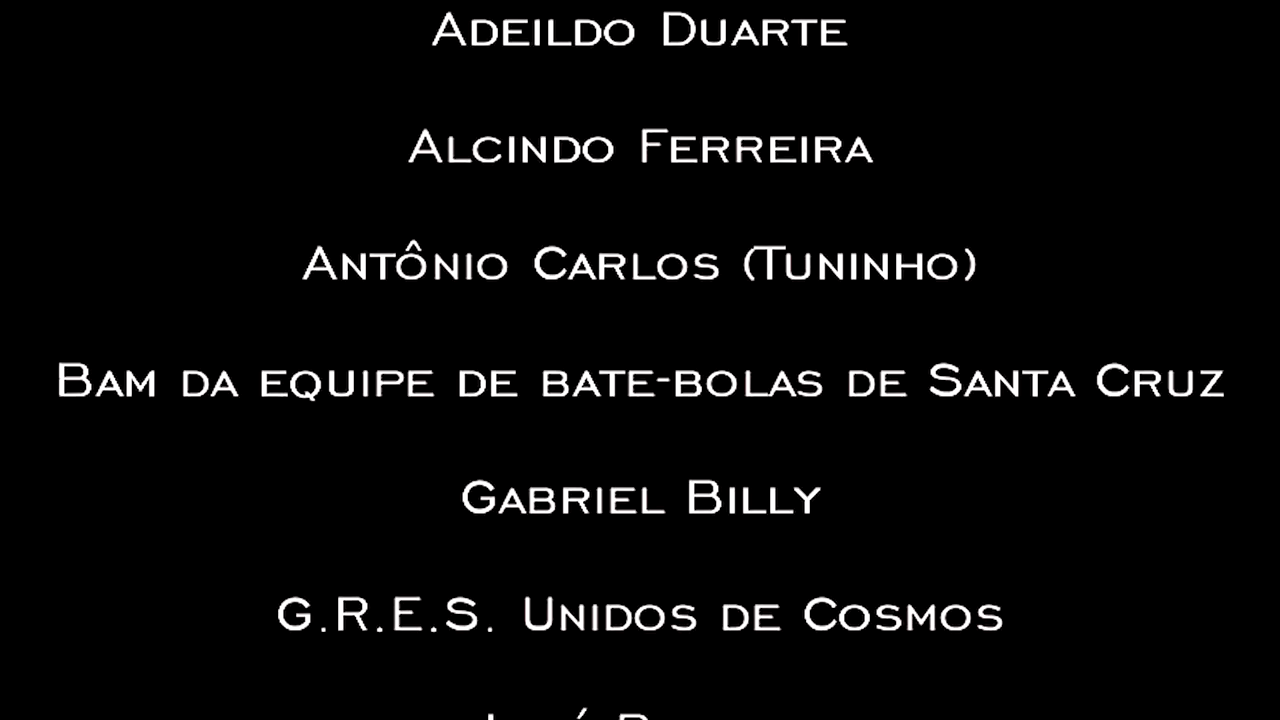 Adeildo Duarte
Alcindo Ferreira
Antônio Carlos (Tuninho)
Bam da equipe de bate-bolas de Santa Cruz
Gabriel Billy
G.R.E.S. Unidos de Cosmos